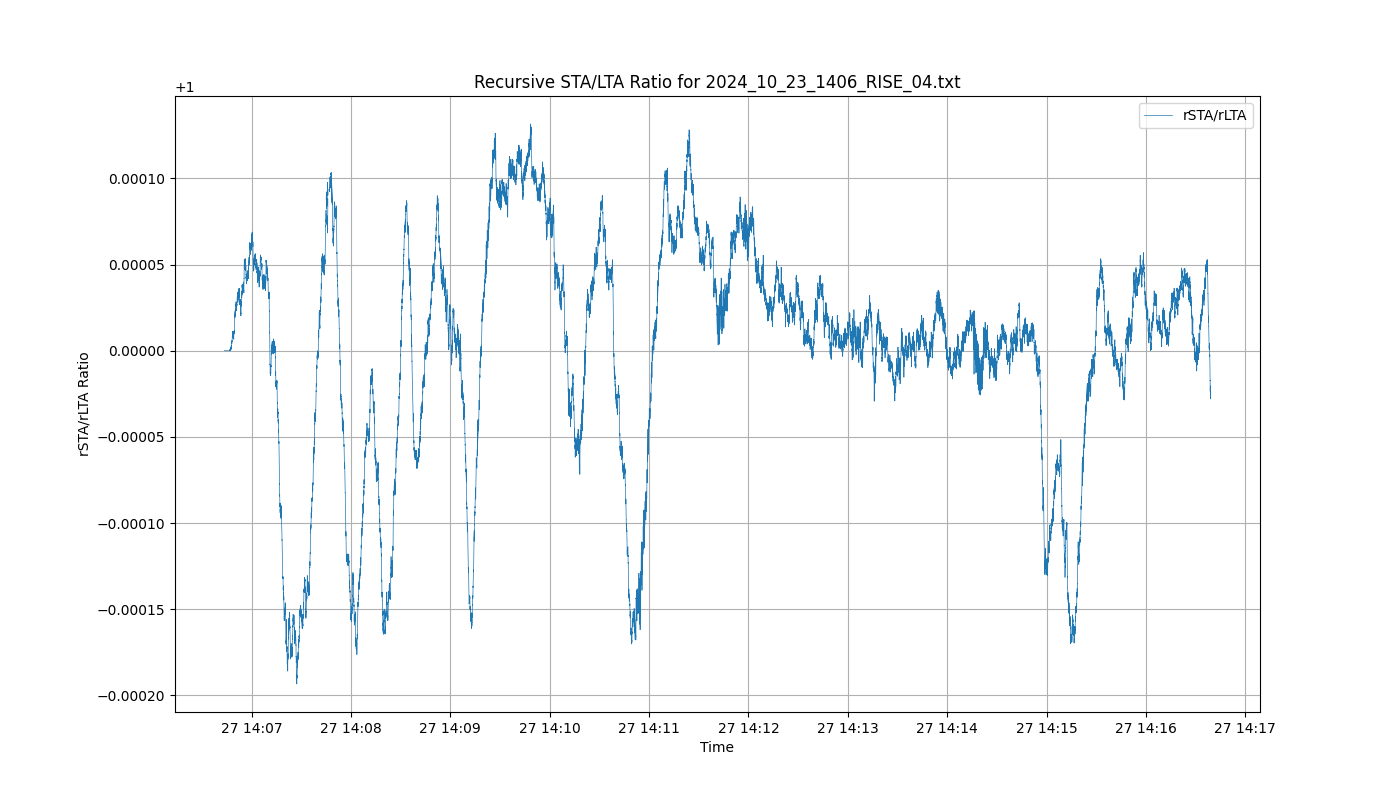 Recursive STA/LTA Ratio for 2024_10_23_1406_RISE_04.txt
+1
rSTA/rLTA
0.00010
0.00005
0.00000
−0.00005
−0.00010
−0.00015
−0.00020
rSTA/rLTA Ratio
27 14:07 27 14:08 27 14:09 27 14:10 27 14:11 27 14:12 27 14:13 27 14:14 27 14:15 27 14:16 27 14:17
Time